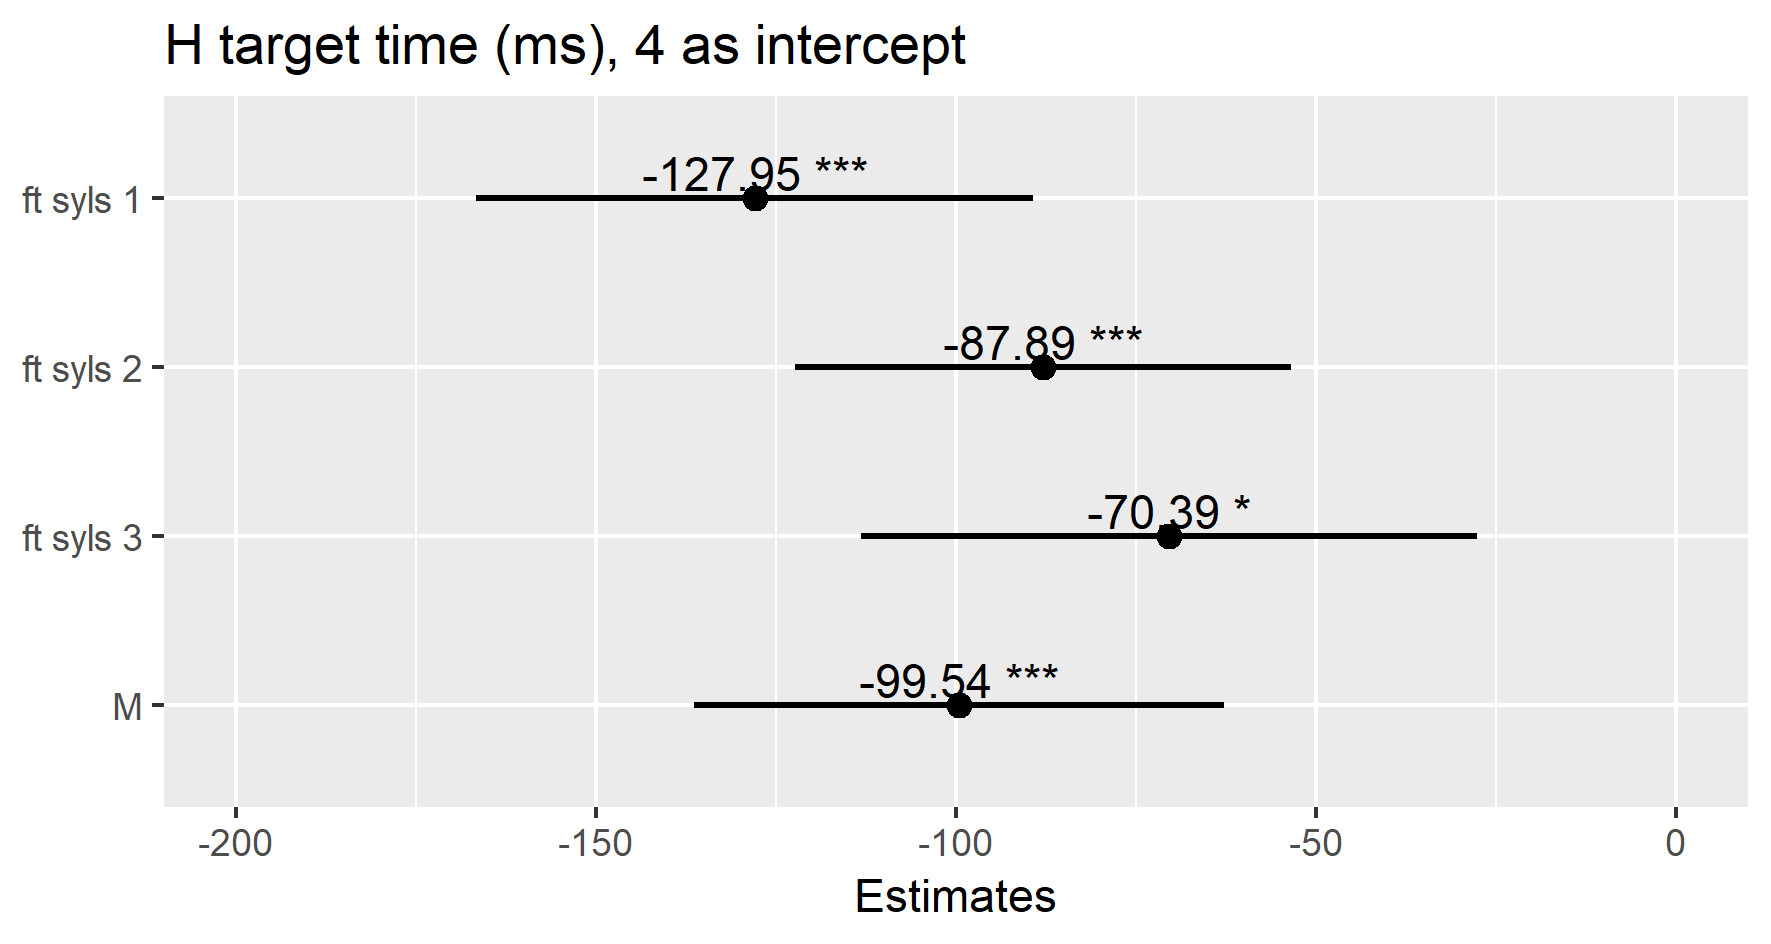 H target time (ms), 4 as intercept
ft syls 1
-127.95 ***
ft syls 2
-87.89 ***
ft syls 3
-70.39 *
M
-99.54 ***
-200 -150 -100 -50 0
Estimates